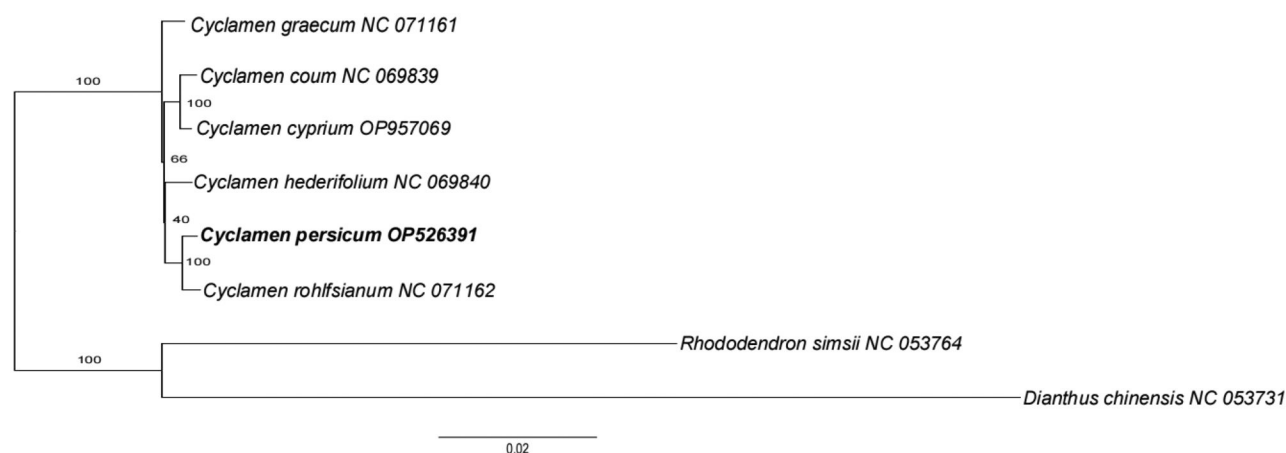 Cyclamen graecum NC 071161
100
Cyclamen coum NC 069839
100
Cyclamen cyprium OP957069
66
Cyclamen hederifolium NC 069840
40
Cyclamen persicum OP526391
100
Cyclamen rohlfsianum NC 071162
Rhododendron simsii NC 053764
100
Dianthus chinensis NC 053731
0.02